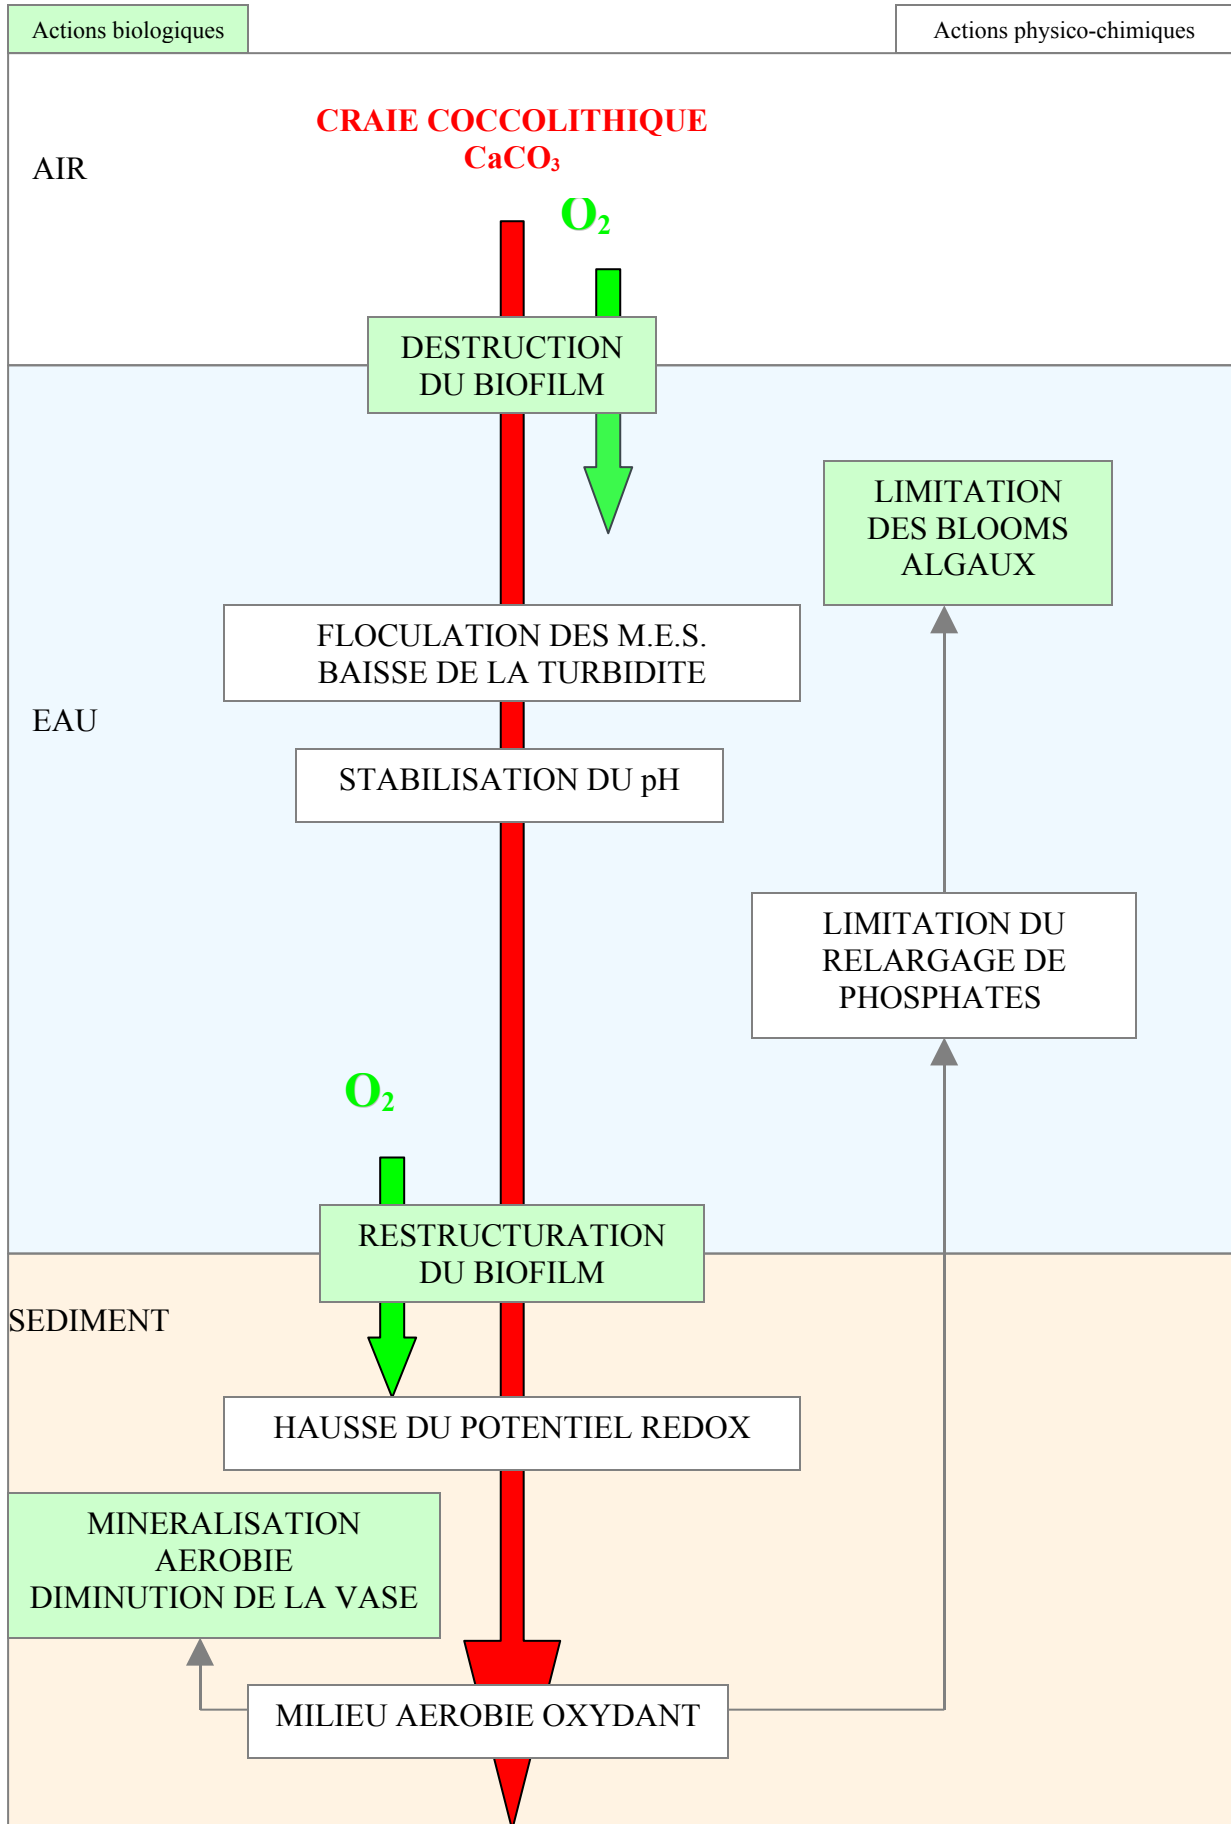 Actions biologiques
Actions physico-chimiques
CRAIE COCCOLITHIQUE
CaCO₃
AIR
O₂
DESTRUCTION
DU BIOFILM
LIMITATION
DES BLOOMS
ALGAUX
FLOCULATION DES M.E.S.
BAISSE DE LA TURBIDITE
EAU
STABILISATION DU pH
LIMITATION DU
RELARGAGE DE
PHOSPHATES
O₂
RESTRUCTURATION
DU BIOFILM
SEDIMENT
HAUSSE DU POTENTIEL REDOX
MINERALISATION
AEROBIE
DIMINUTION DE LA VASE
MILIEU AEROBIE OXYDANT